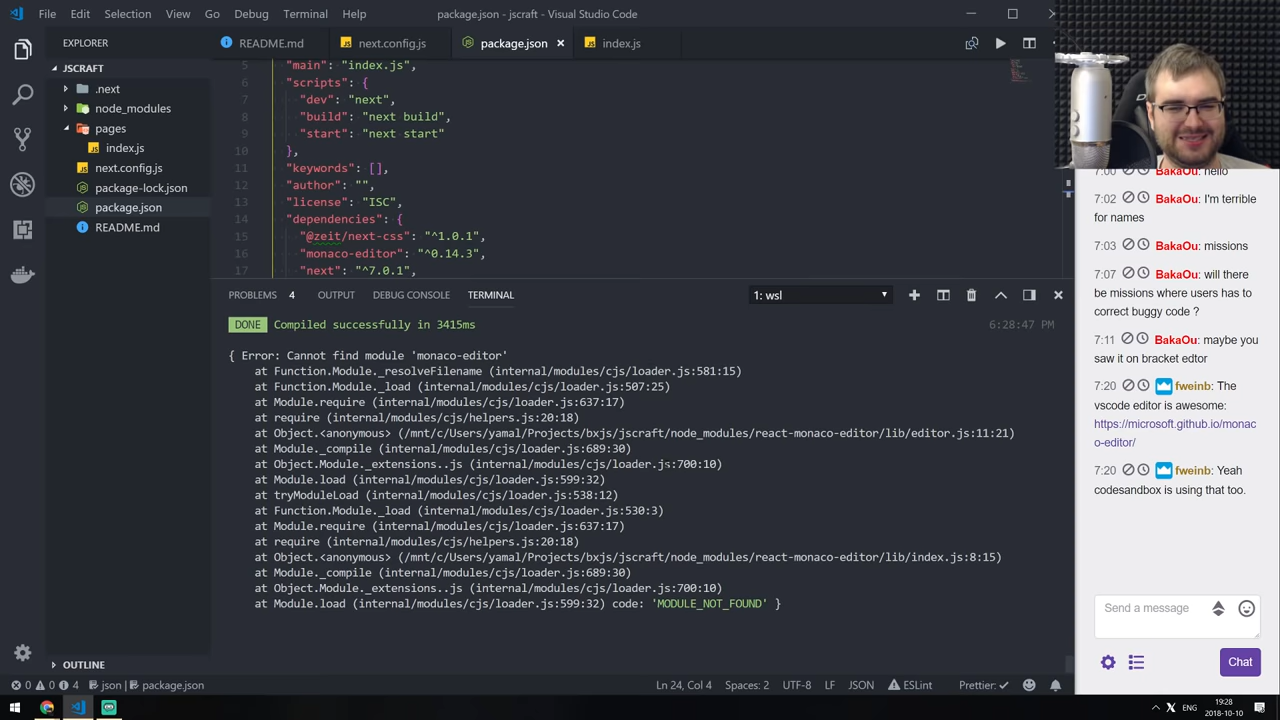 File Edit Selection View Go Debug Terminal Help
package.json - jscraft - Visual Studio Code
EXPLORER
JSCRAFT
.next
node_modules
pages
index.js
next.config.js
package-lock.json
package.json
README.md
OUTLINE
README.md next.config.js package.json index.js
5 "main": "index.js",
6 "scripts": {
7 "dev": "next",
8 "build": "next build",
9 "start": "next start"
10 },
11 "keywords": [],
12 "author": "",
13 "license": "ISC",
14 "dependencies": {
15 "@zeit/next-css": "^1.0.1",
16 "monaco-editor": "^0.14.3",
17 "next": "^7.0.1",
PROBLEMS 4 OUTPUT DEBUG CONSOLE TERMINAL 1: wsl
DONE Compiled successfully in 3415ms 6:28:47 PM
{ Error: Cannot find module 'monaco-editor'
at Function.Module._resolveFilename (internal/modules/cjs/loader.js:581:15)
at Function.Module._load (internal/modules/cjs/loader.js:507:25)
at Module.require (internal/modules/cjs/loader.js:637:17)
at require (internal/modules/cjs/helpers.js:20:18)
at Object.<anonymous> (/mnt/c/Users/yamal/Projects/bxjs/jscraft/node_modules/react-monaco-editor/lib/editor.js:11:21)
at Module._compile (internal/modules/cjs/loader.js:689:30)
at Object.Module._extensions..js (internal/modules/cjs/loader.js:700:10)
at Module.load (internal/modules/cjs/loader.js:599:32)
at tryModuleLoad (internal/modules/cjs/loader.js:538:12)
at Function.Module._load (internal/modules/cjs/loader.js:530:3)
at Module.require (internal/modules/cjs/loader.js:637:17)
at require (internal/modules/cjs/helpers.js:20:18)
at Object.<anonymous> (/mnt/c/Users/yamal/Projects/bxjs/jscraft/node_modules/react-monaco-editor/lib/index.js:8:15)
at Module._compile (internal/modules/cjs/loader.js:689:30)
at Object.Module._extensions..js (internal/modules/cjs/loader.js:700:10)
at Module.load (internal/modules/cjs/loader.js:599:32) code: 'MODULE_NOT_FOUND' }
0 0 4 json package.json Ln 24, Col 4 Spaces: 2 UTF-8 LF JSON ESLint Prettier:
7:00 BakaOu: hello
7:02 BakaOu: I'm terrible
for names
7:03 BakaOu: missions
7:07 BakaOu: will there
be missions where users has to
correct buggy code ?
7:11 BakaOu: maybe you
saw it on bracket edtor
7:20 fweinb: The
vscode editor is awesome:
https://microsoft.github.io/monac
o-editor/
7:20 fweinb: Yeah
codesandbox is using that too.
Send a message
Chat
ENG
19:28
2018-10-10